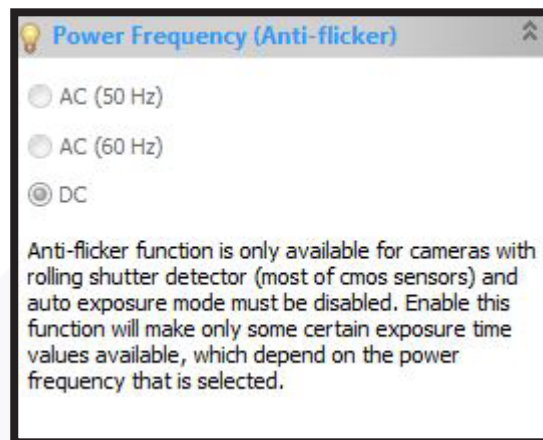 Power Frequency (Anti-flicker)
AC (50 Hz)
AC (60 Hz)
DC
Anti-flicker function is only available for cameras with
rolling shutter detector (most of cmos sensors) and
auto exposure mode must be disabled. Enable this
function will make only some certain exposure time
values available, which depend on the power
frequency that is selected.